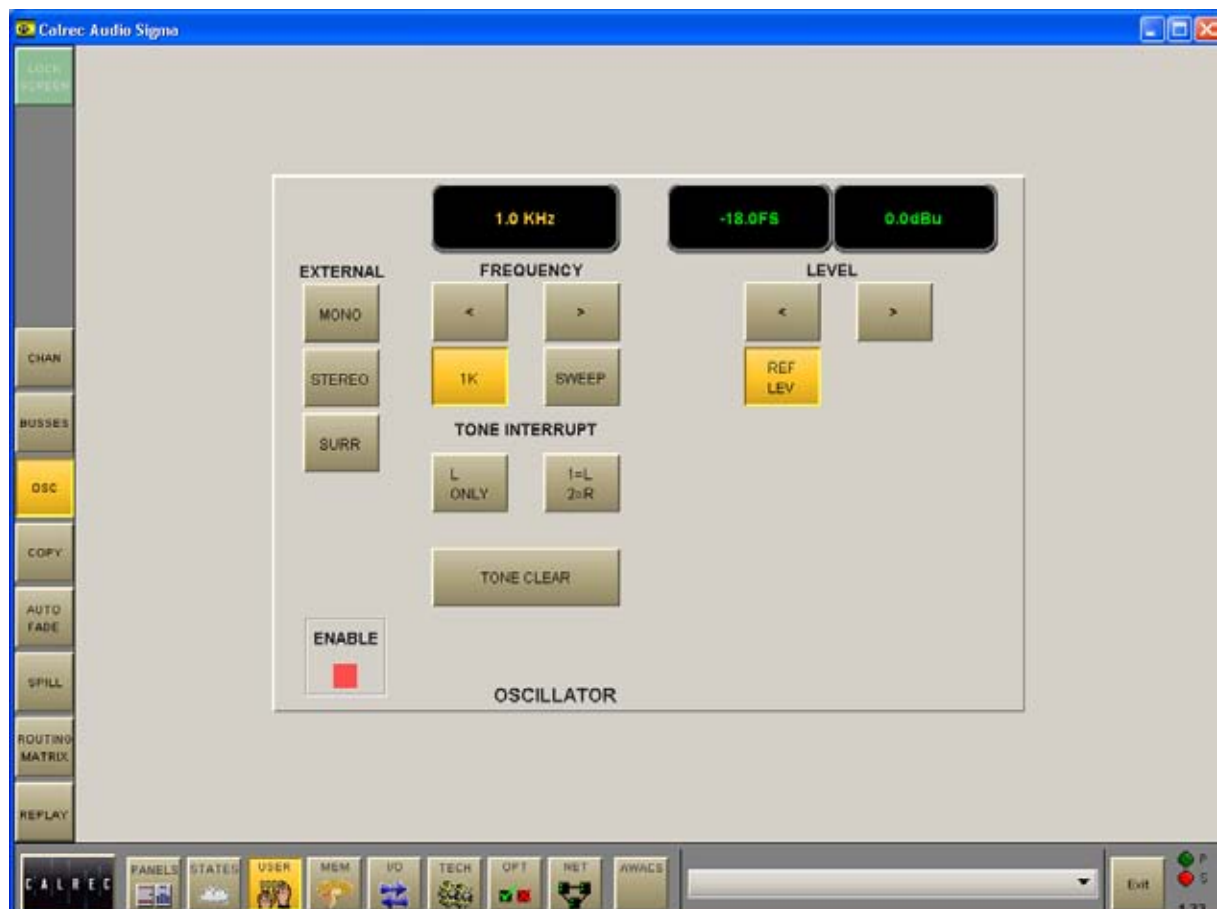 Calrec Audio Sigma
LOCK
SCREEN
CHAN
BUSSES
OSC
COPY
AUTO
FADE
SPILL
ROUTING
MATRIX
REPLAY
1.0 KHz
-18.0FS
0.0dBu
EXTERNAL
FREQUENCY
LEVEL
MONO
<
>
<
>
STEREO
1K
SWEEP
REF
LEV
SURR
TONE INTERRUPT
L
ONLY
1=L
2=R
TONE CLEAR
ENABLE
OSCILLATOR
CALREC
PANELS
STATES
USER
MEM
I/O
TECH
OPT
NET
AWACS
Exit
P
S